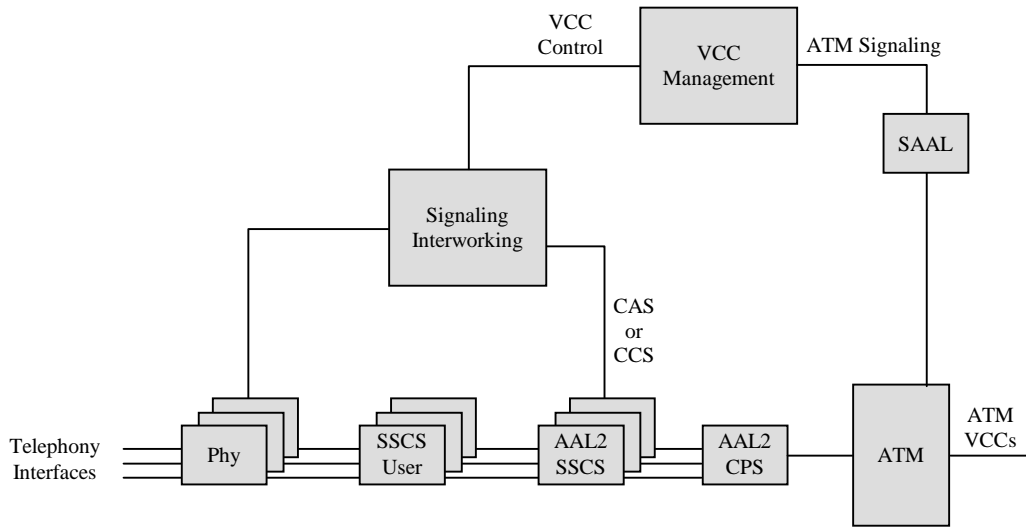 VCC
Control
VCC
Management
ATM Signaling
SAAL
Signaling
Interworking
CAS
or
CCS
Telephony
Interfaces
Phy
SSCS
User
AAL2
SSCS
AAL2
CPS
ATM
ATM
VCCs